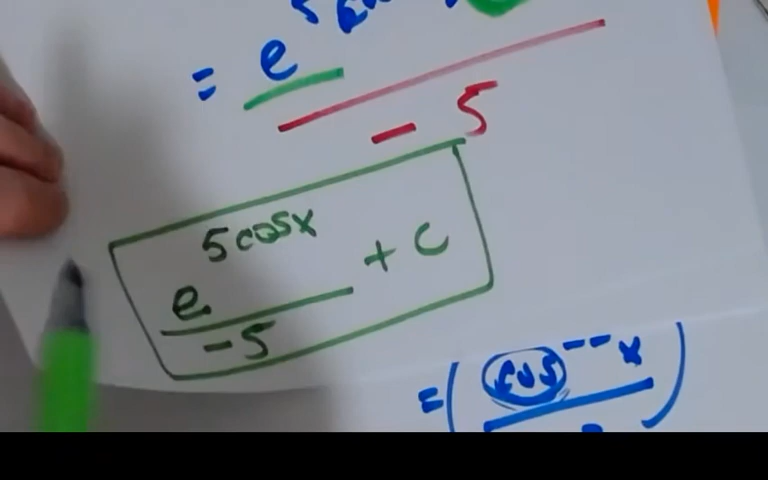 = e
- 5
e^{5cosx}/-5 + c
= (cos^{--}x